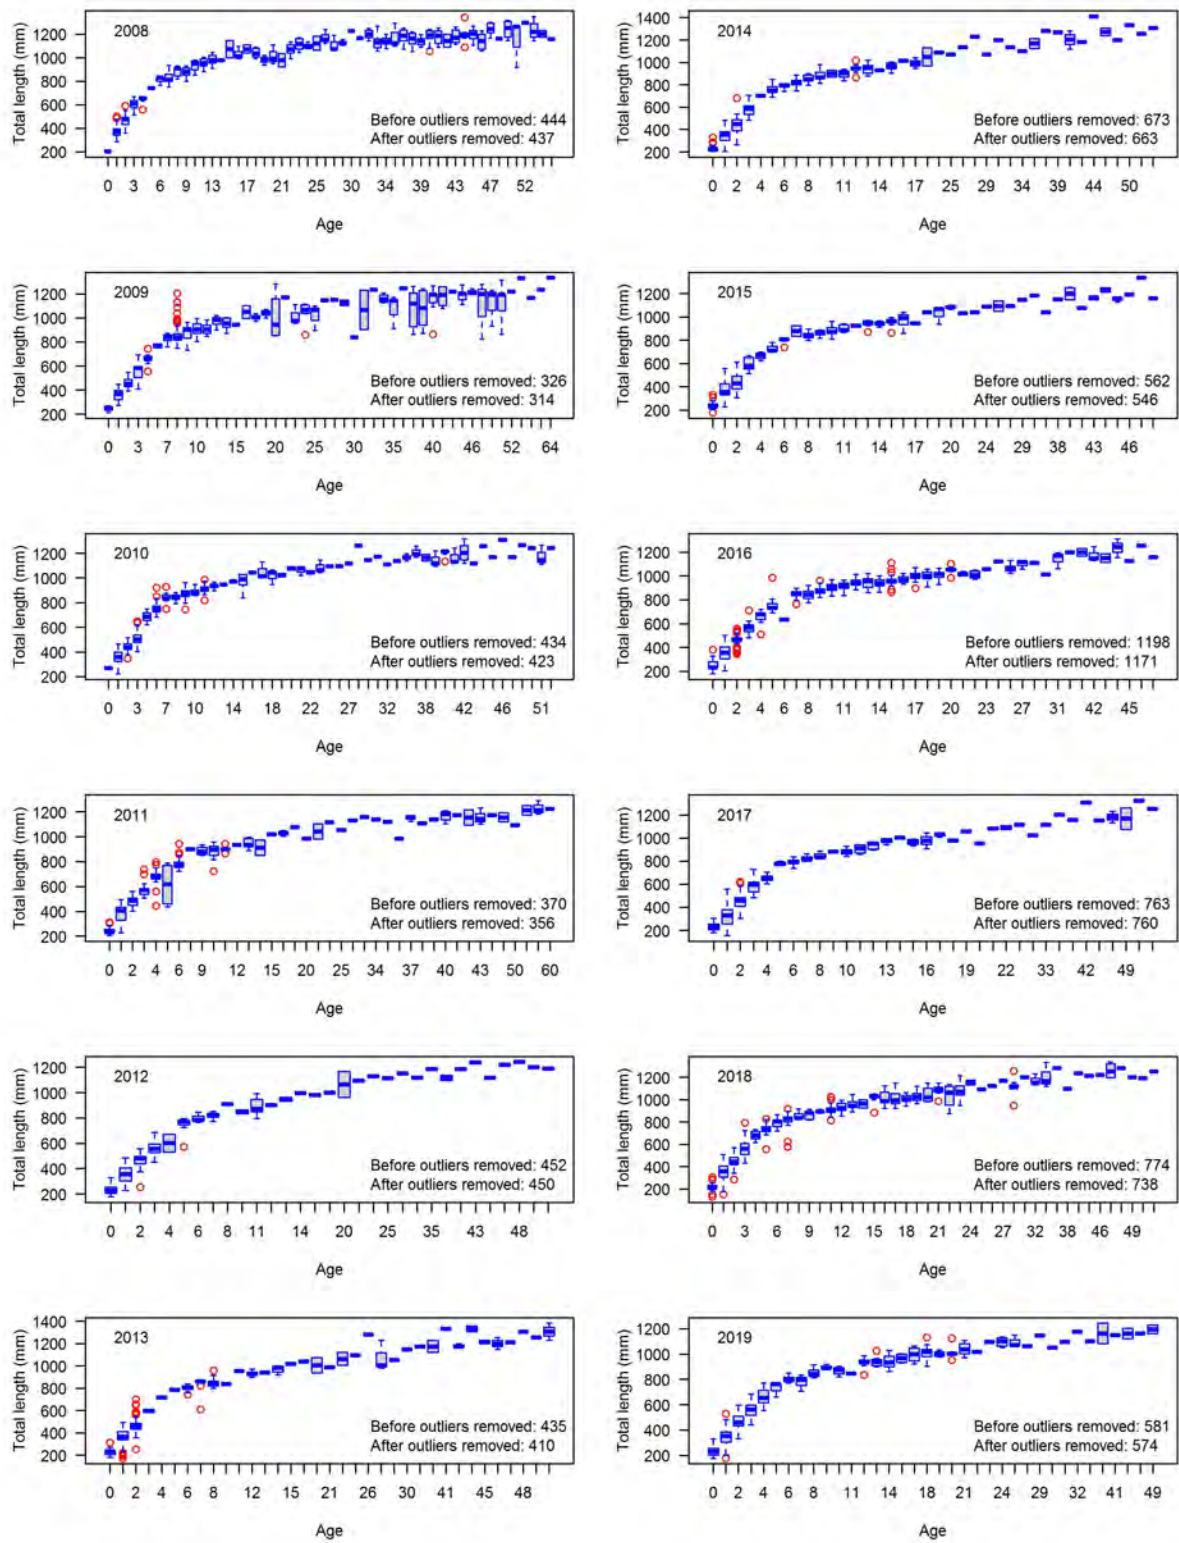 2008
Total length (mm)
1200
1000
800
600
400
200
Before outliers removed: 444
After outliers removed: 437
0 3 6 9 13 17 21 25 30 34 39 43 47 52
Age
2014
Total length (mm)
1400
1200
1000
800
600
400
200
Before outliers removed: 673
After outliers removed: 663
0 2 4 6 8 11 14 17 20 24 29 34 39 44 50
Age
2009
Total length (mm)
1200
1000
800
600
400
200
Before outliers removed: 326
After outliers removed: 314
0 2 4 7 10 14 20 25 31 37 40 46 52 64
Age
2015
Total length (mm)
1200
1000
800
600
400
200
Before outliers removed: 562
After outliers removed: 546
0 2 4 6 8 11 14 17 20 24 29 37 43 46
Age
2010
Total length (mm)
1200
1000
800
600
400
200
Before outliers removed: 434
After outliers removed: 423
0 3 7 10 14 18 22 27 32 38 42 46 51
Age
2016
Total length (mm)
1200
1000
800
600
400
200
Before outliers removed: 1198
After outliers removed: 1171
0 2 4 6 9 12 15 18 21 24 27 31 42 45
Age
2011
Total length (mm)
1200
1000
800
600
400
200
Before outliers removed: 370
After outliers removed: 356
0 2 4 6 9 12 15 21 25 34 37 40 43 50 60
Age
2017
Total length (mm)
1200
1000
800
600
400
200
Before outliers removed: 763
After outliers removed: 760
0 2 4 6 8 10 13 16 19 22 33 42 49
Age
2012
Total length (mm)
1200
1000
800
600
400
200
Before outliers removed: 452
After outliers removed: 450
0 2 4 6 8 11 15 20 26 35 43 48
Age
2018
Total length (mm)
1200
1000
800
600
400
200
Before outliers removed: 774
After outliers removed: 738
0 3 6 9 12 15 18 21 24 28 32 38 46 49
Age
2013
Total length (mm)
1400
1200
1000
800
600
400
200
Before outliers removed: 435
After outliers removed: 410
0 2 4 6 8 12 15 20 26 30 41 48
Age
2019
Total length (mm)
1200
1000
800
600
400
200
Before outliers removed: 581
After outliers removed: 574
0 2 4 6 8 12 15 18 21 24 27 32 41 49
Age